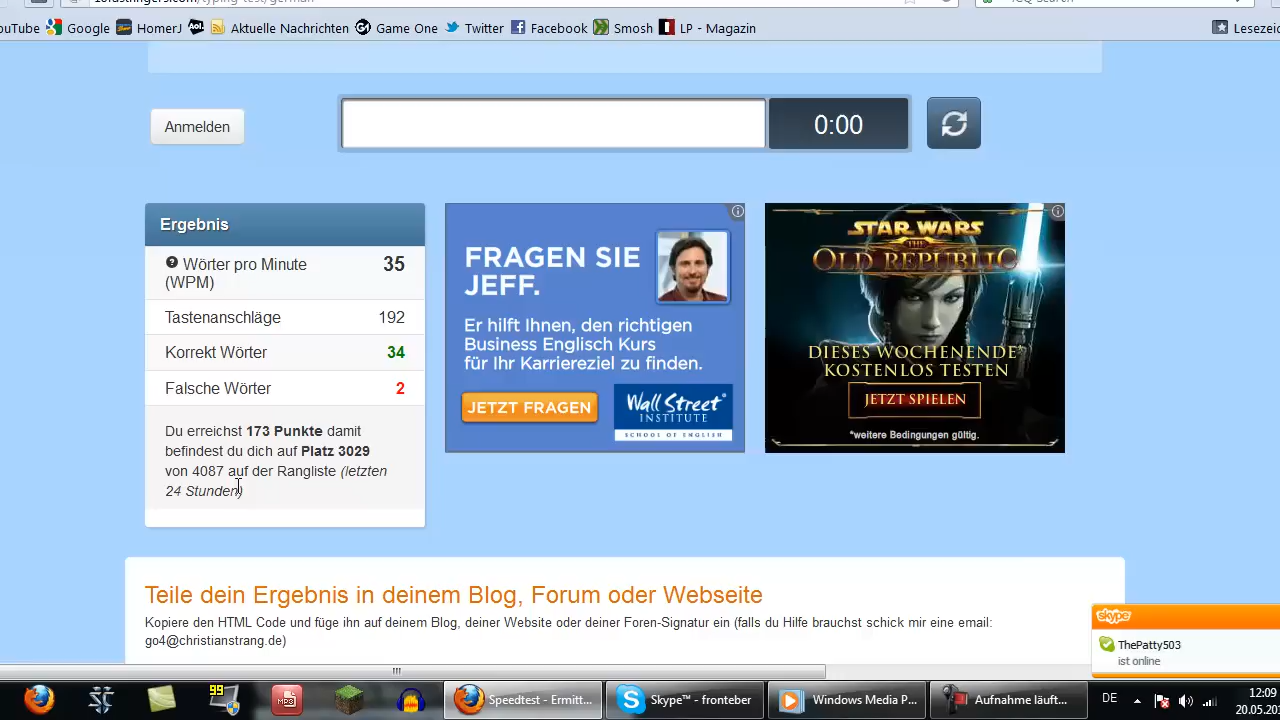 YouTube Google HomerJ Aol. Aktuelle Nachrichten Game One Twitter Facebook Smosh LP - Magazin
Anmelden
0:00
Ergebnis
Wörter pro Minute
(WPM)
35
Tastenanschläge 192
Korrekt Wörter 34
Falsche Wörter 2
Du erreichst 173 Punkte damit
befindest du dich auf Platz 3029
von 4087 auf der Rangliste (letzten
24 Stunden)
FRAGEN SIE
JEFF.
Er hilft Ihnen, den richtigen
Business Englisch Kurs
für Ihr Karriereziel zu finden.
JETZT FRAGEN
Wall Street
INSTITUTE
SCHOOL OF ENGLISH
STAR WARS
THE
OLD REPUBLIC
DIESES WOCHENENDE*
KOSTENLOS TESTEN
JETZT SPIELEN
*weitere Bedingungen gültig.
Teile dein Ergebnis in deinem Blog, Forum oder Webseite
Kopiere den HTML Code und füge ihn auf deiner Blog, deiner Website oder deiner Foren-Signatur ein (falls du Hilfe brauchst schick mir eine email:
go4@christianstrang.de)
skype
ThePatty503
ist online
99
MP3
Speedtest - Ermitt...
Skype™ - fronteber
Windows Media P...
Aufnahme läuft...
DE
12:09